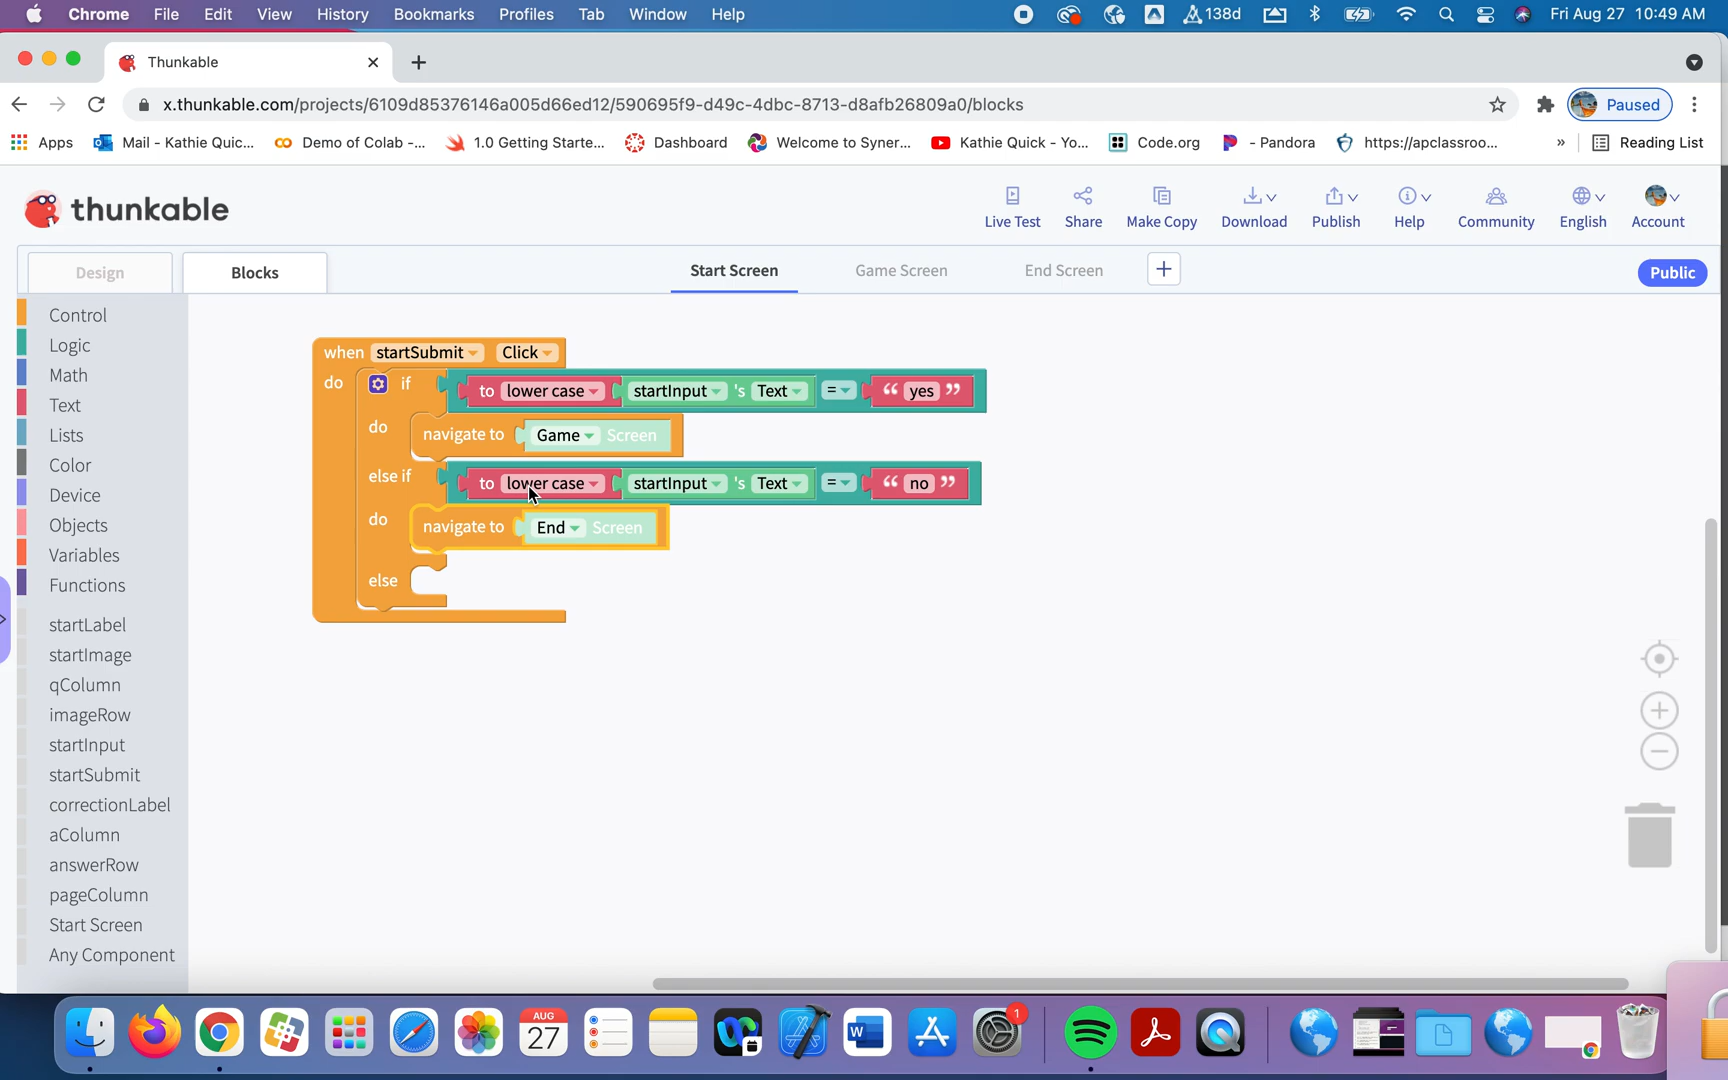 Chrome File Edit View History Bookmarks Profiles Tab Window Help 138d Fri Aug 27 10:49 AM
Thunkable
x.thunkable.com/projects/6109d85376146a005d66ed12/590695f9-d49c-4dbc-8713-d8afb26809a0/blocks Paused
Apps Mail - Kathie Quic... Demo of Colab -... 1.0 Getting Starte... Dashboard Welcome to Syner... Kathie Quick - Yo... Code.org - Pandora https://apclassroo... » Reading List
thunkable
Live Test Share Make Copy Download Publish Help Community English Account
Design Blocks Start Screen Game Screen End Screen + Public
Control
Logic
Math
Text
Lists
Color
Device
Objects
Variables
Functions
startLabel
startImage
qColumn
imageRow
startInput
startSubmit
correctionLabel
aColumn
answerRow
pageColumn
Start Screen
Any Component
when startSubmit Click
do if to lower case startInput 's Text = “ yes ”
do navigate to Game Screen
else if to lower case startInput 's Text = “ no ”
do navigate to End Screen
else
AUG
27
1